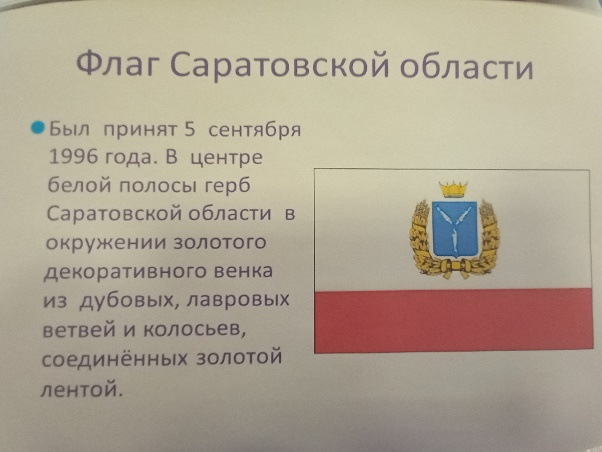 Флаг Саратовской области
Был принят 5 сентября
1996 года. В центре
белой полосы герб
Саратовской области в
окружении золотого
декоративного венка
из дубовых, лавровых
ветвей и колосьев,
соединённых золотой
лентой.